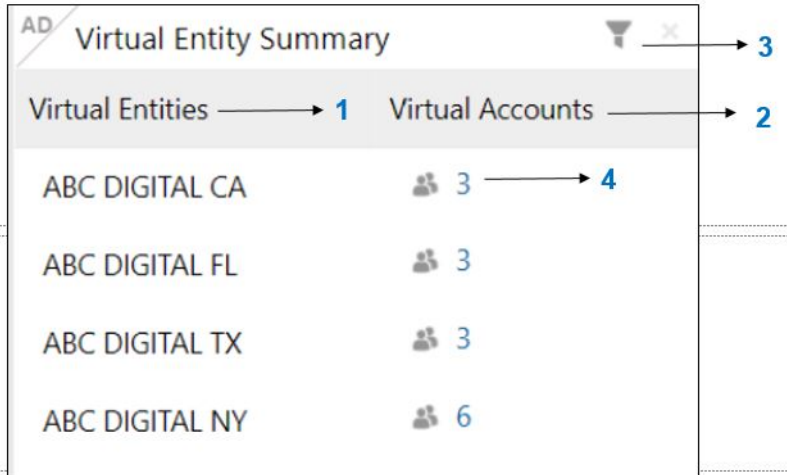 AD Virtual Entity Summary 3
Virtual Entities 1 Virtual Accounts 2
ABC DIGITAL CA 3 4
ABC DIGITAL FL 3
ABC DIGITAL TX 3
ABC DIGITAL NY 6